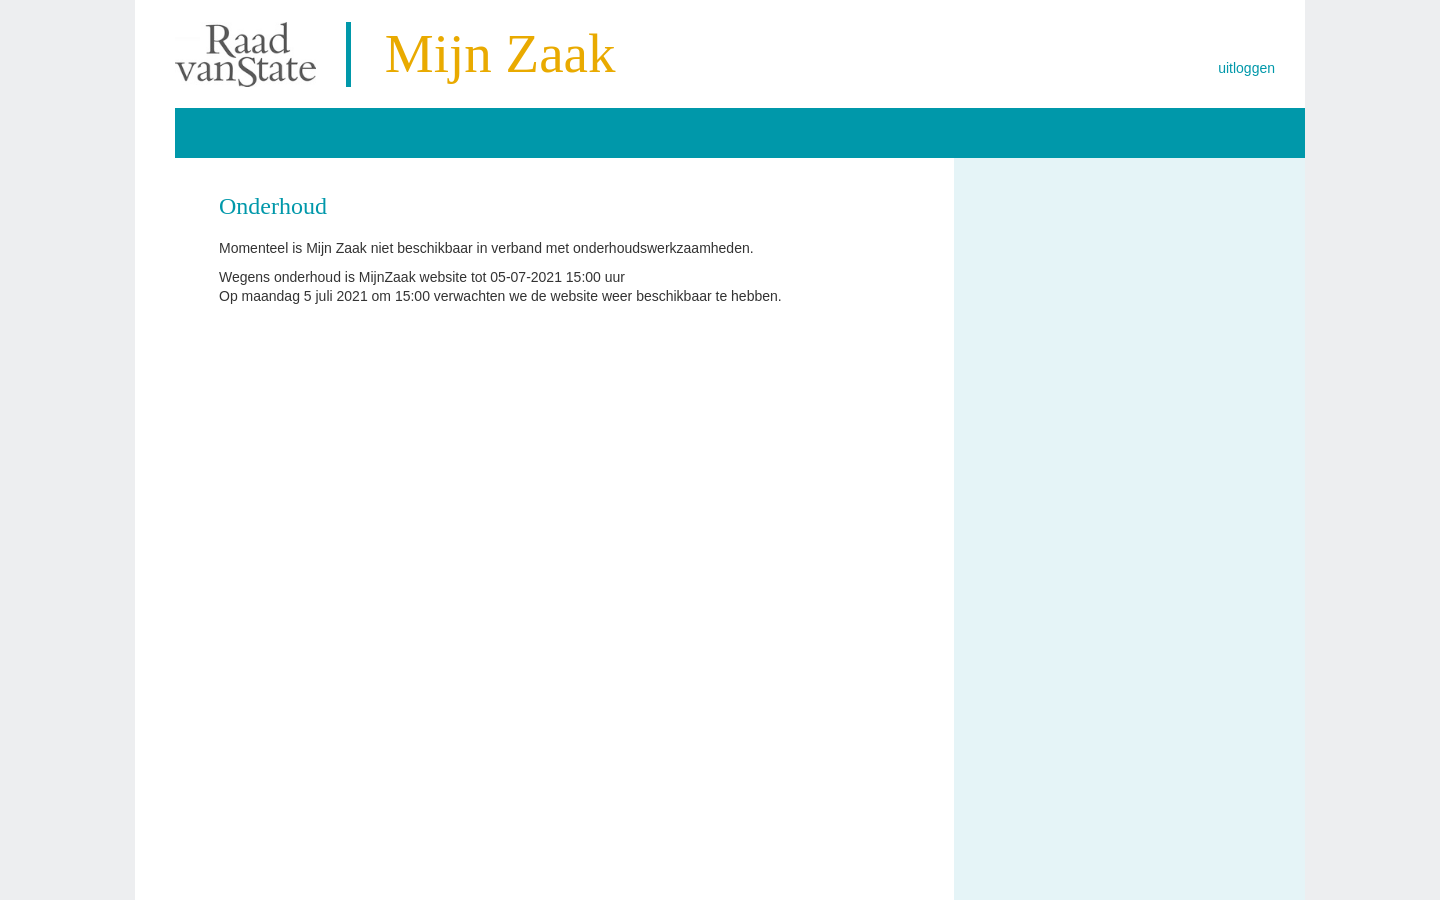 Raad
vanState
Mijn Zaak
uitloggen
Onderhoud
Momenteel is Mijn Zaak niet beschikbaar in verband met onderhoudswerkzaamheden.
Wegens onderhoud is MijnZaak website tot 05-07-2021 15:00 uur
Op maandag 5 juli 2021 om 15:00 verwachten we de website weer beschikbaar te hebben.